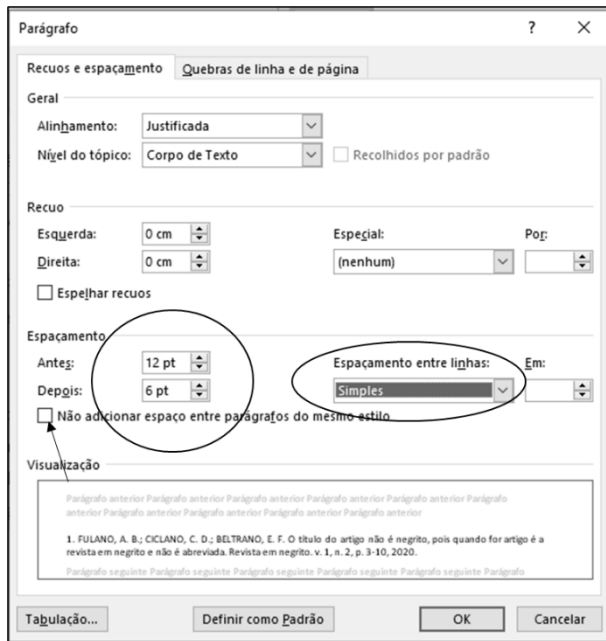 Parágrafo ? ×
Recuos e espaçamento Quebras de linha e de página
Geral
Alinhamento: Justificada
Nível do tópico: Corpo de Texto Recolhidos por padrão
Recuo
Esquerda: 0 cm Especial: Por:
Direita: 0 cm (nenhum)
Espelhar recuos
Espaçamento
Antes: 12 pt Espaçamento entre linhas: Em:
Depois: 6 pt Simples
Não adicionar espaço entre parágrafos do mesmo estilo
Visualização
Parágrafo anterior Parágrafo anterior Parágrafo anterior Parágrafo anterior Parágrafo anterior Parágrafo
anterior Parágrafo anterior Parágrafo anterior Parágrafo anterior Parágrafo anterior
1. FULANO, A. B.; CICLANO, C. D.; BELTRANO, E. F. O título do artigo não é negrito, pois quando for artigo é a
revista em negrito e não é abreviada. Revista em negrito. v. 1, n. 2, p. 3-10, 2020.
Parágrafo seguinte Parágrafo seguinte Parágrafo seguinte Parágrafo seguinte Parágrafo seguinte Parágrafo
Tabulação... Definir como Padrão OK Cancelar